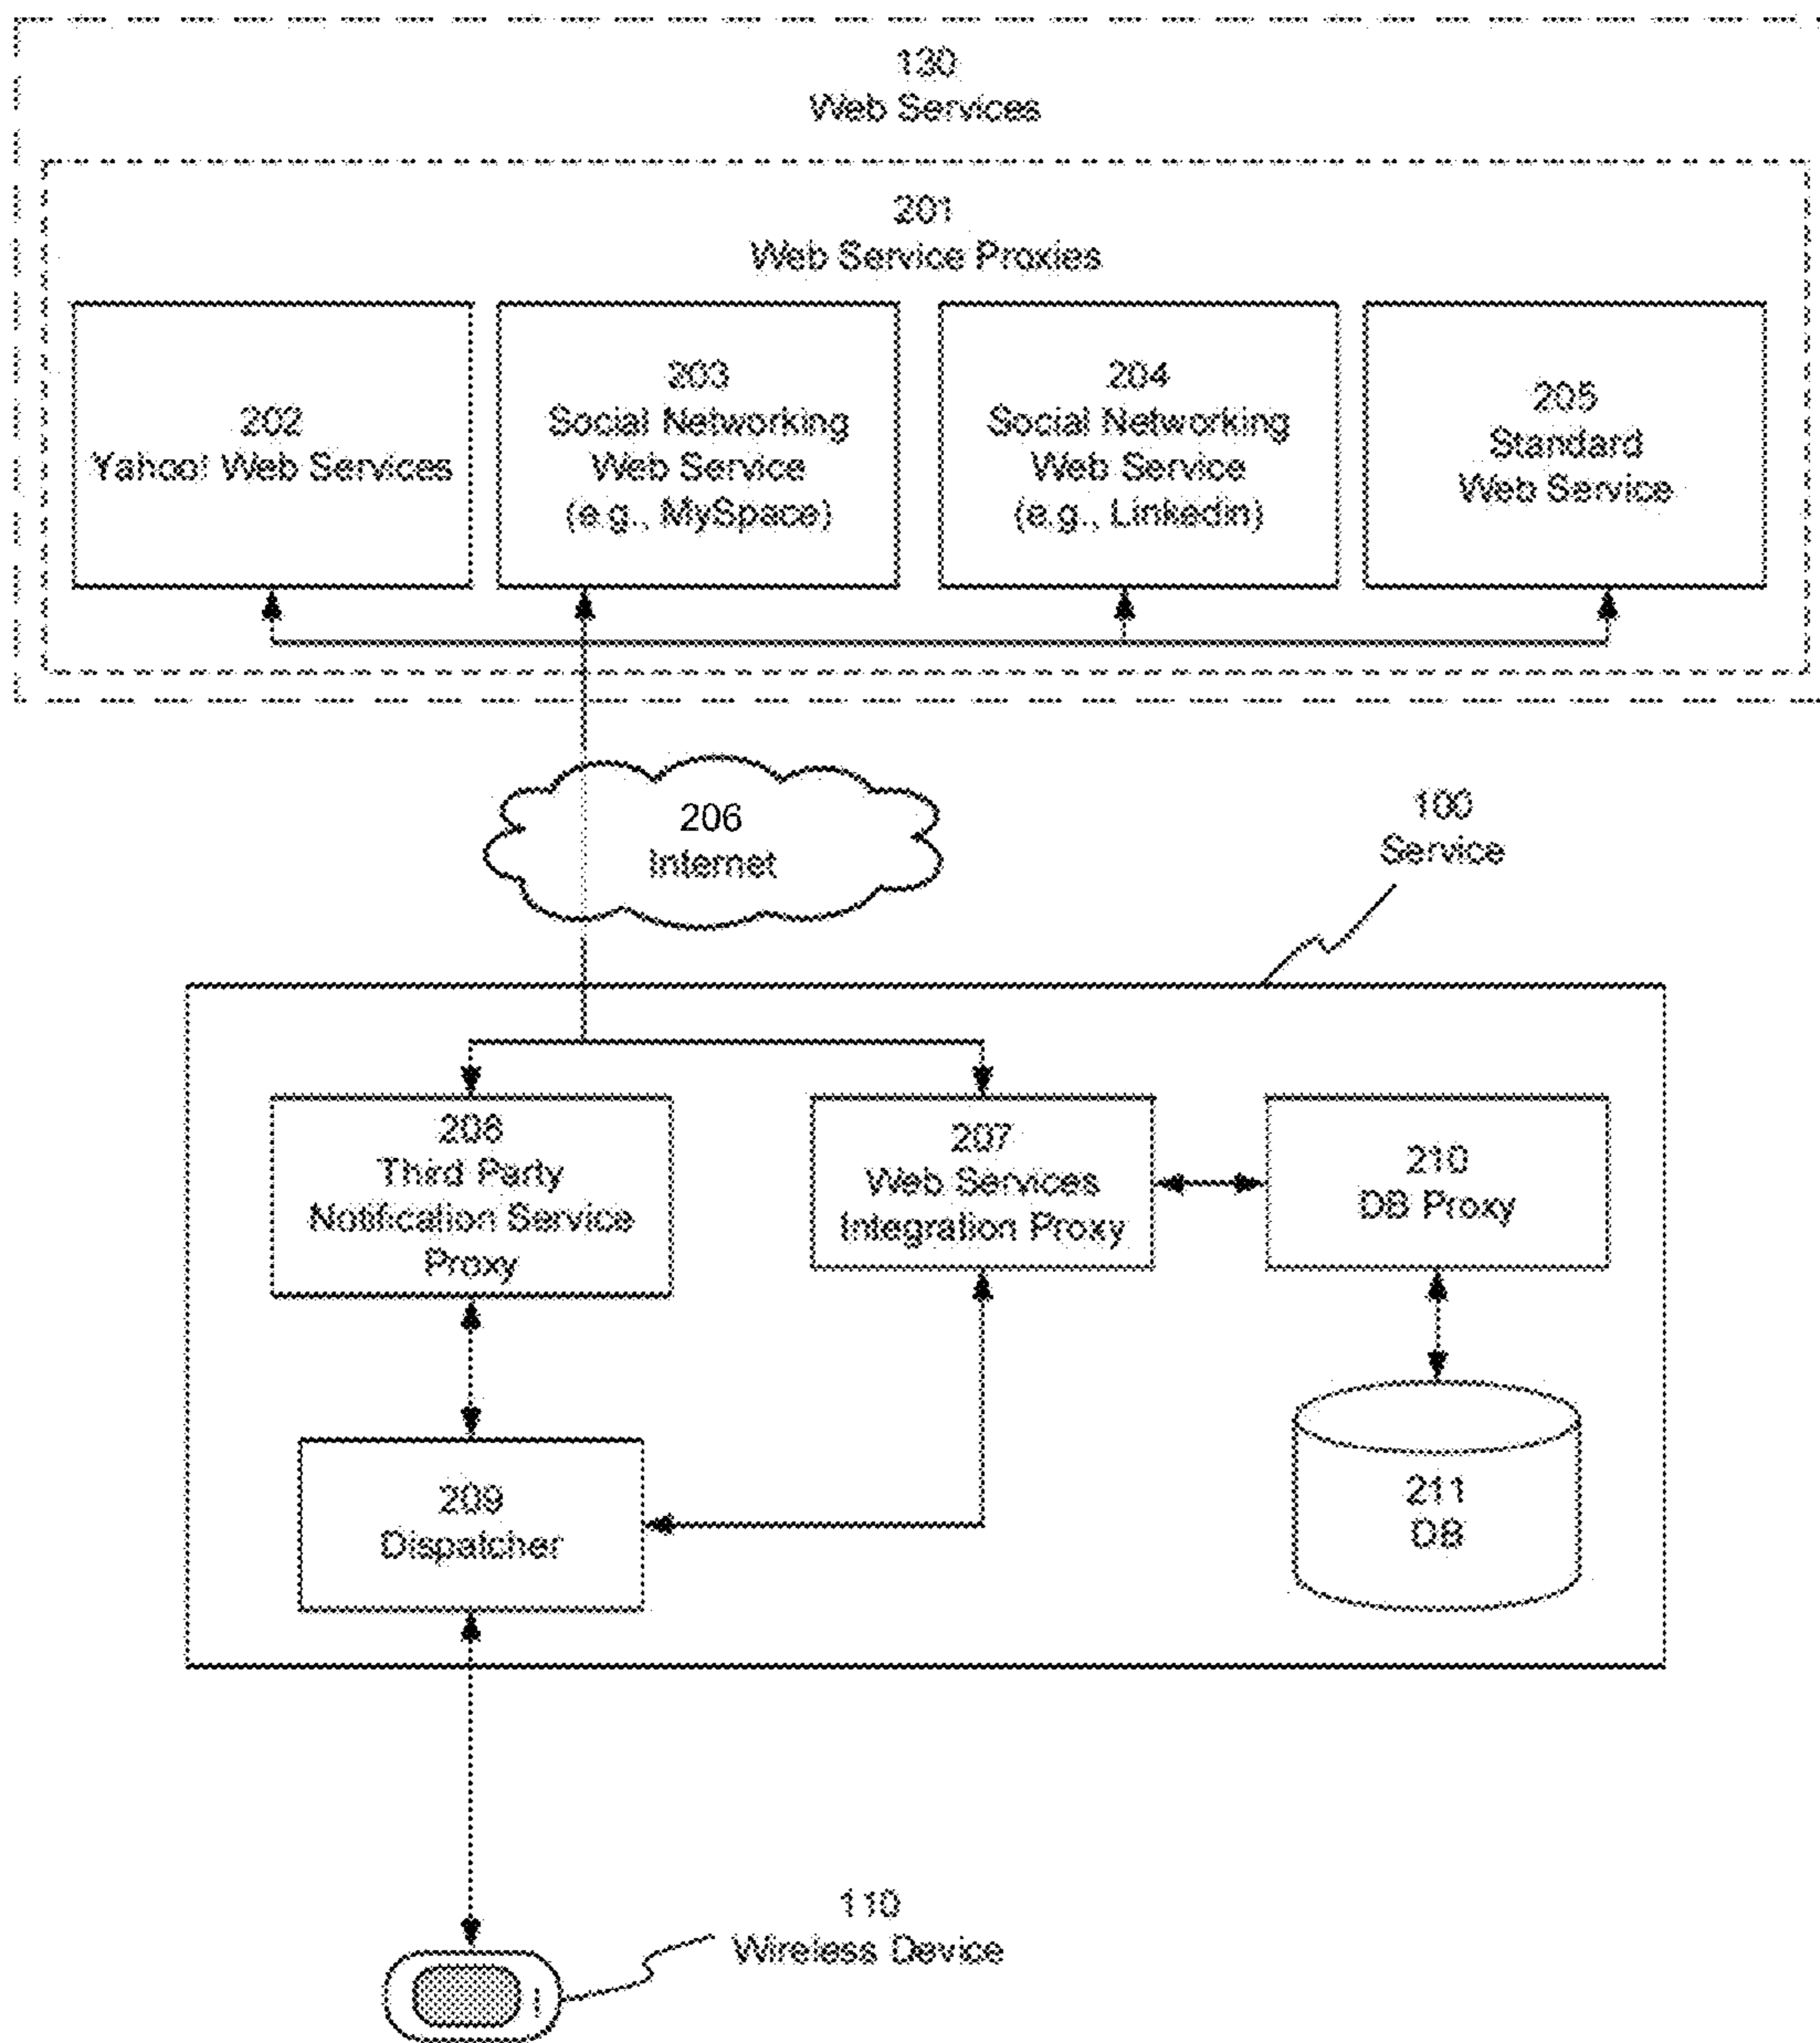 130
Web Services
201
Web Service Proxies
202
Yahoo! Web Services
203
Social Networking
Web Service
(e.g., MySpace)
204
Social Networking
Web Service
(e.g., Linkedin)
205
Standard
Web Service
206
Internet
100
Service
208
Third Party
Notification Service
Proxy
207
Web Services
Integration Proxy
210
DB Proxy
209
Dispatcher
211
DB
110
Wireless Device